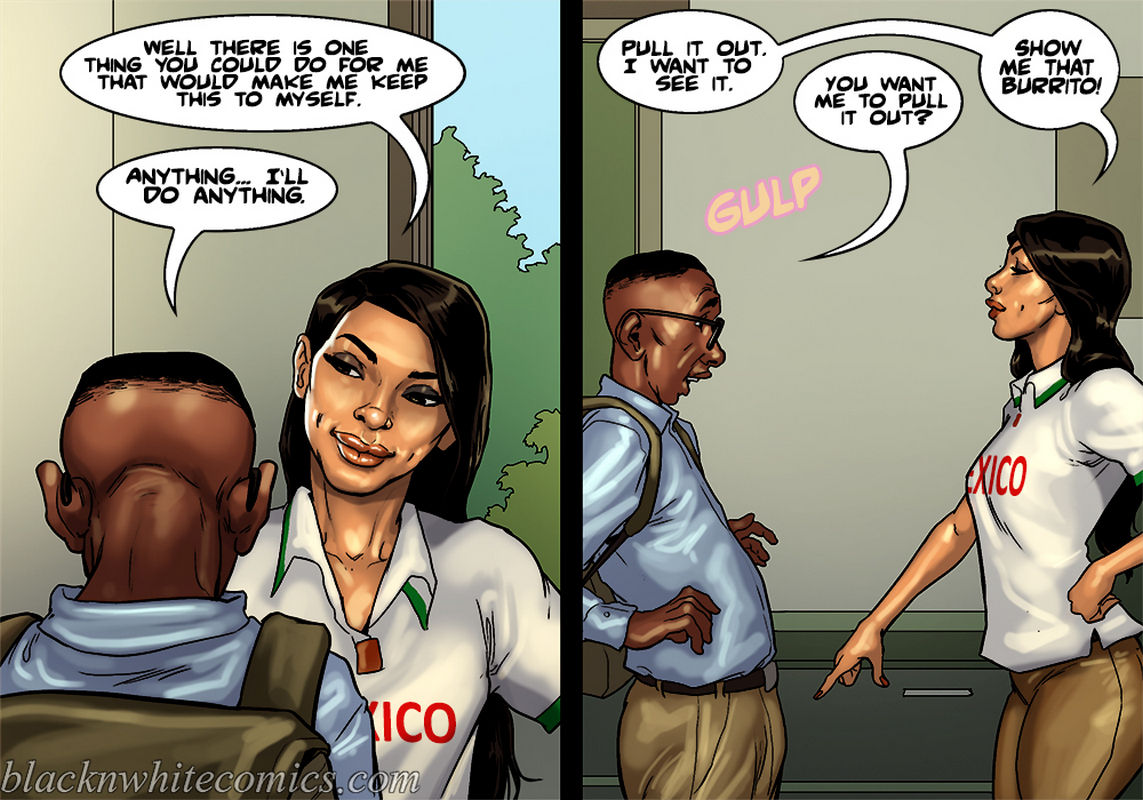 WELL THERE IS ONE
THING YOU COULD DO FOR ME
THAT WOULD MAKE ME KEEP
THIS TO MYSELF.
ANYTHING... I'LL
DO ANYTHING.
XICO
blacknwhitecomics.com
PULL IT OUT.
I WANT TO
SEE IT.
YOU WANT
ME TO PULL
IT OUT?
SHOW
ME THAT
BURRITO!
GULP
EXICO